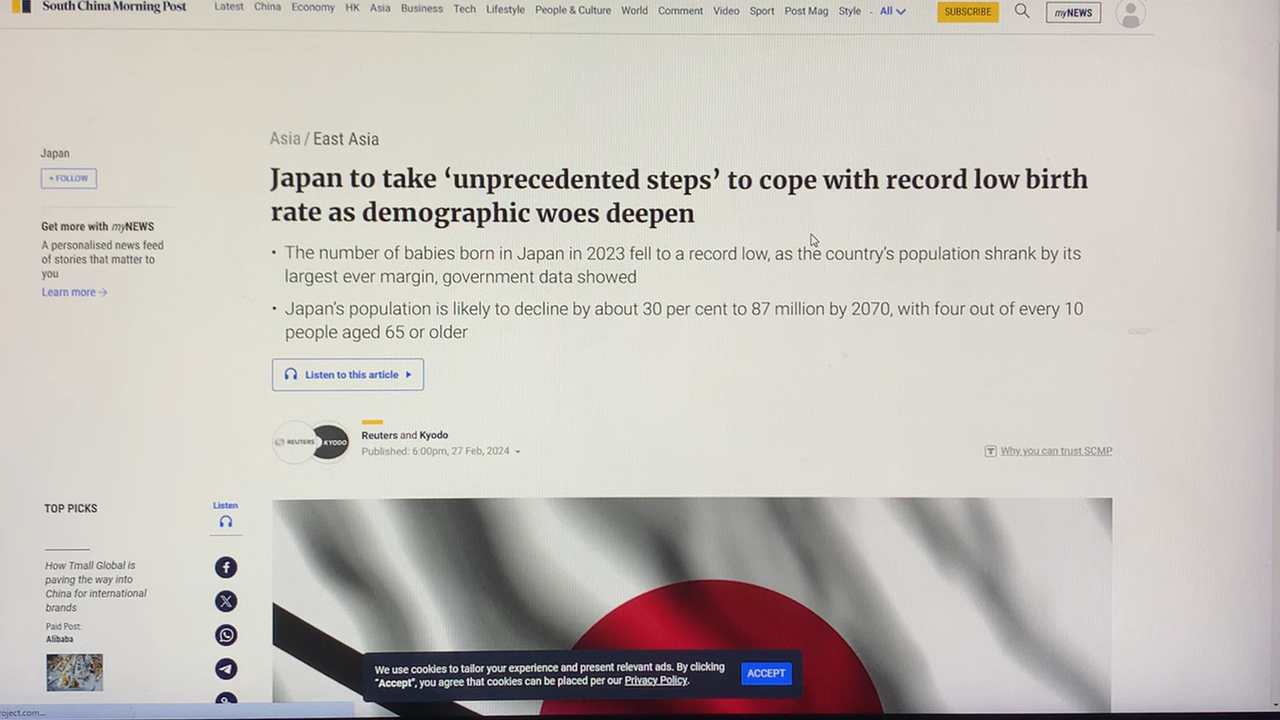 South China Morning Post
Latest China Economy HK Asia Business Tech Lifestyle People & Culture World Comment Video Sport Post Mag Style - All
SUBSCRIBE
myNEWS
Asia / East Asia
Japan
+ FOLLOW
Japan to take ‘unprecedented steps’ to cope with record low birth
rate as demographic woes deepen
Get more with myNEWS
A personalised news feed
of stories that matter to
you
Learn more →
• The number of babies born in Japan in 2023 fell to a record low, as the country’s population shrank by its
largest ever margin, government data showed
• Japan’s population is likely to decline by about 30 per cent to 87 million by 2070, with four out of every 10
people aged 65 or older
Listen to this article
REUTERS
KYODO
Reuters and Kyodo
Published: 6:00pm, 27 Feb, 2024
Why you can trust SCMP
TOP PICKS
Listen
How Tmall Global is
paving the way into
China for international
brands
Paid Post:
Alibaba
We use cookies to tailor your experience and present relevant ads. By clicking
"Accept", you agree that cookies can be placed per our Privacy Policy.
ACCEPT
oject.com...